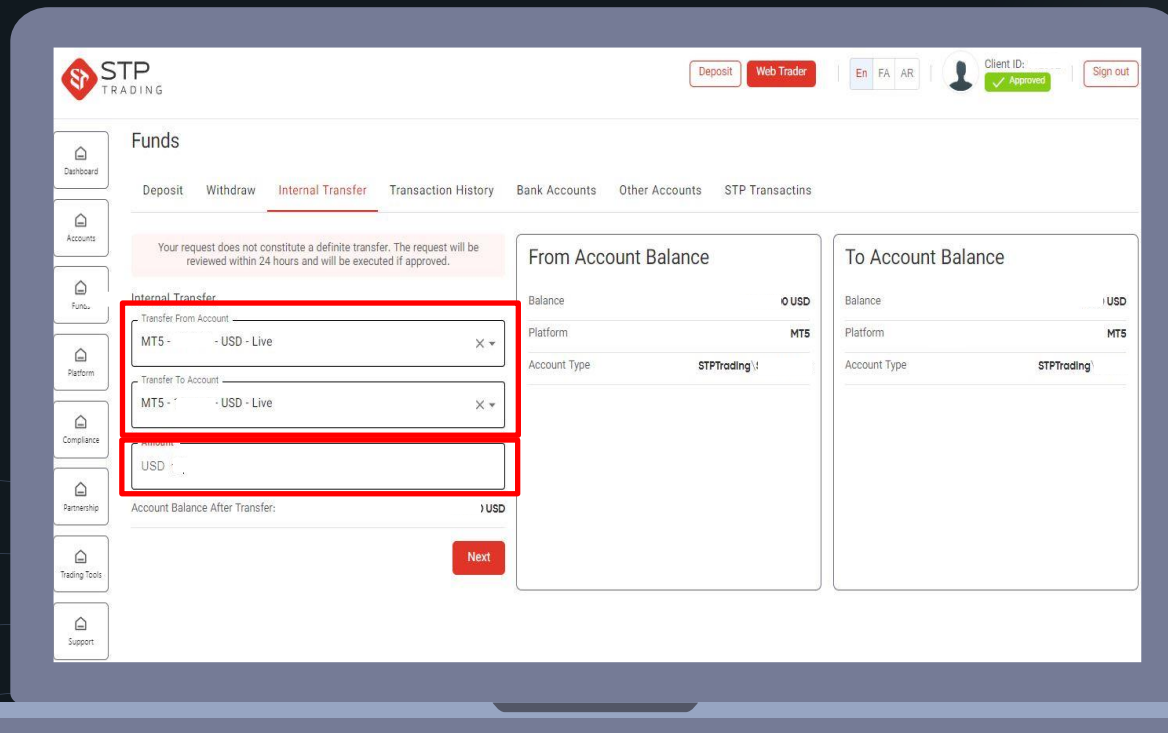 STP
TRADING
Deposit
Web Trader
En FA AR
Client ID:
Approved
Sign out
Dashboard
Accounts
Platform
Compliance
Partnership
Trading Tools
Support
Funds
Deposit Withdraw Internal Transfer Transaction History Bank Accounts Other Accounts STP Transactins
Your request does not constitute a definite transfer. The request will be
reviewed within 24 hours and will be executed if approved.
Internal Transfer
Transfer From Account
MT5 - - USD - Live
Transfer To Account
MT5 - - USD - Live
Amount
USD
Account Balance After Transfer: USD
Next
From Account Balance
Balance USD
Platform MT5
Account Type STPTrading\
To Account Balance
Balance USD
Platform MT5
Account Type STPTrading